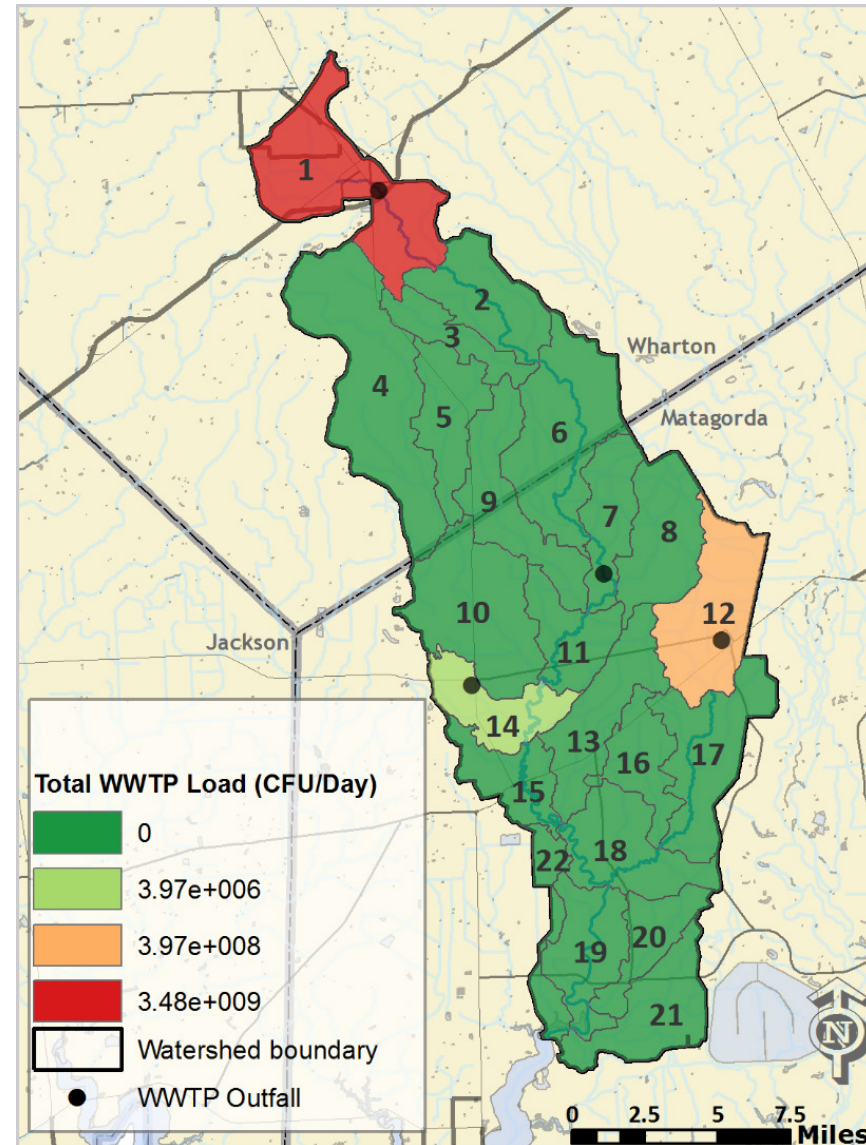 1
2
3
Wharton
4
Matagorda
5
6
9
7
8
10
12
Jackson
11
14
13
16
17
15
Total WWTP Load (CFU/Day)
0
18
22
3.97e+006
3.97e+008
19
20
3.48e+009
21
Watershed boundary
N
WWTP Outfall
0 2.5 5 7.5
Miles